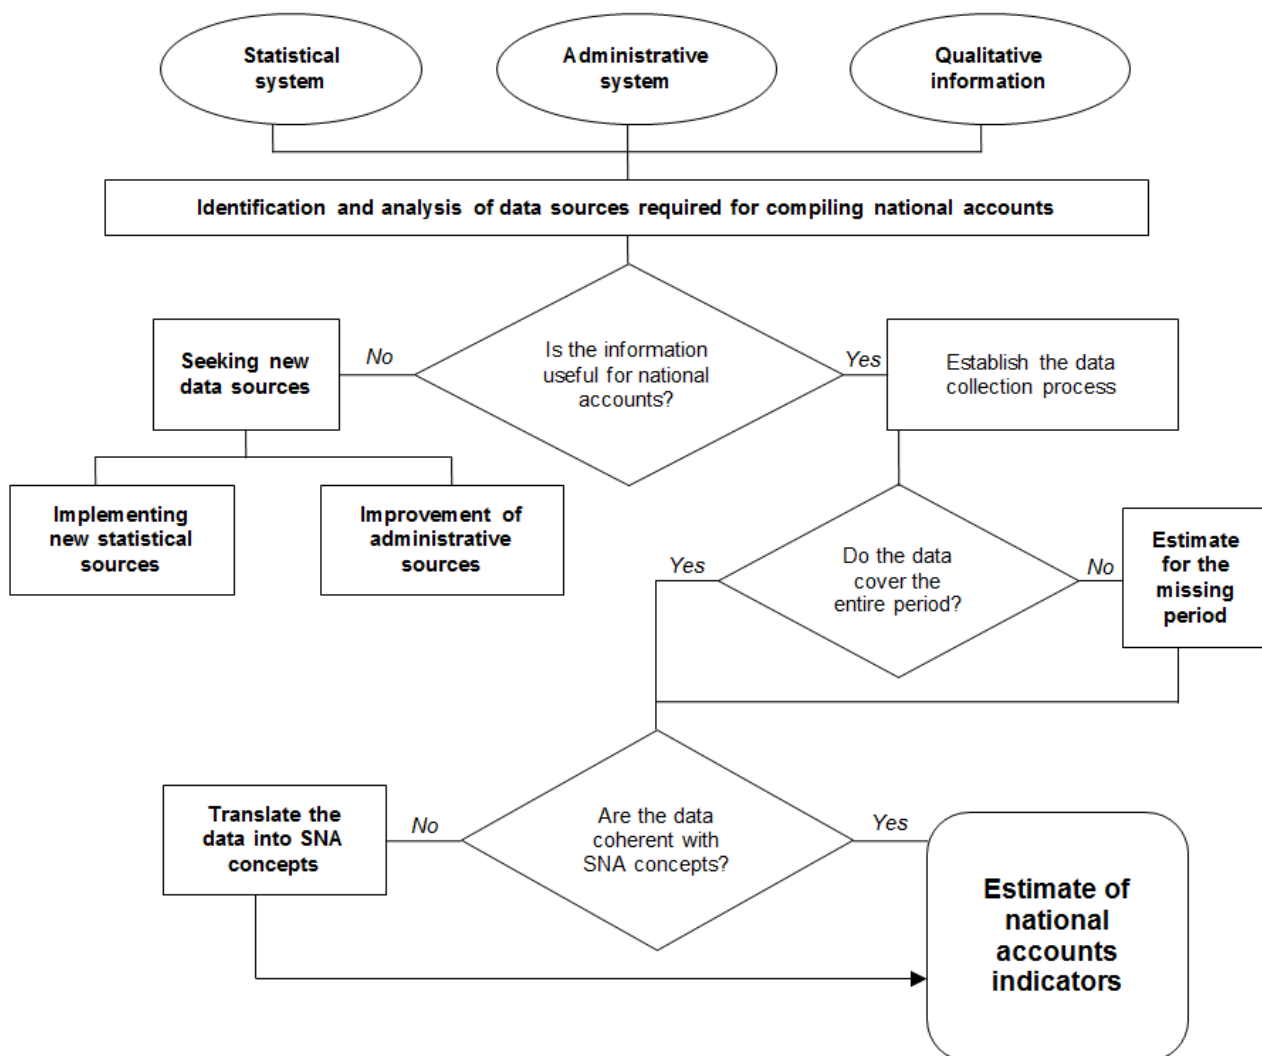 Statistical
system
Administrative
system
Qualitative
information
Identification and analysis of data sources required for compiling national accounts
Seeking new
data sources
No
Is the information
useful for national
accounts?
Yes
Establish the data
collection process
Implementing
new statistical
sources
Improvement of
administrative
sources
Yes
Do the data
cover the
entire period?
No
Estimate
for the
missing
period
Translate the
data into SNA
concepts
No
Are the data
coherent with
SNA concepts?
Yes
Estimate of
national
accounts
indicators